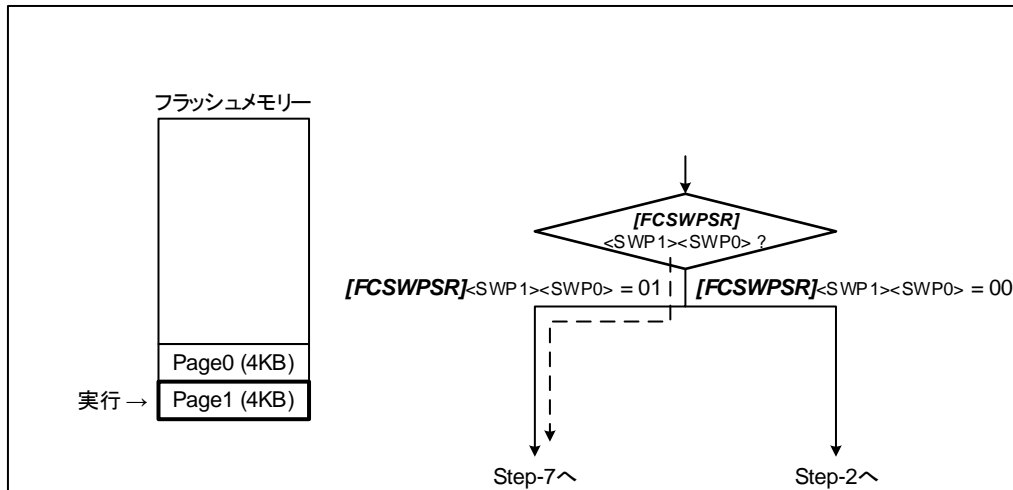 フラッシュメモリー
[FCSWPSR]
<SWP1><SWP0> ?
[FCSWPSR]<SWP1><SWP0> = 01
[FCSWPSR]<SWP1><SWP0> = 00
Page0 (4KB)
実行 → Page1 (4KB)
Step-7へ
Step-2へ